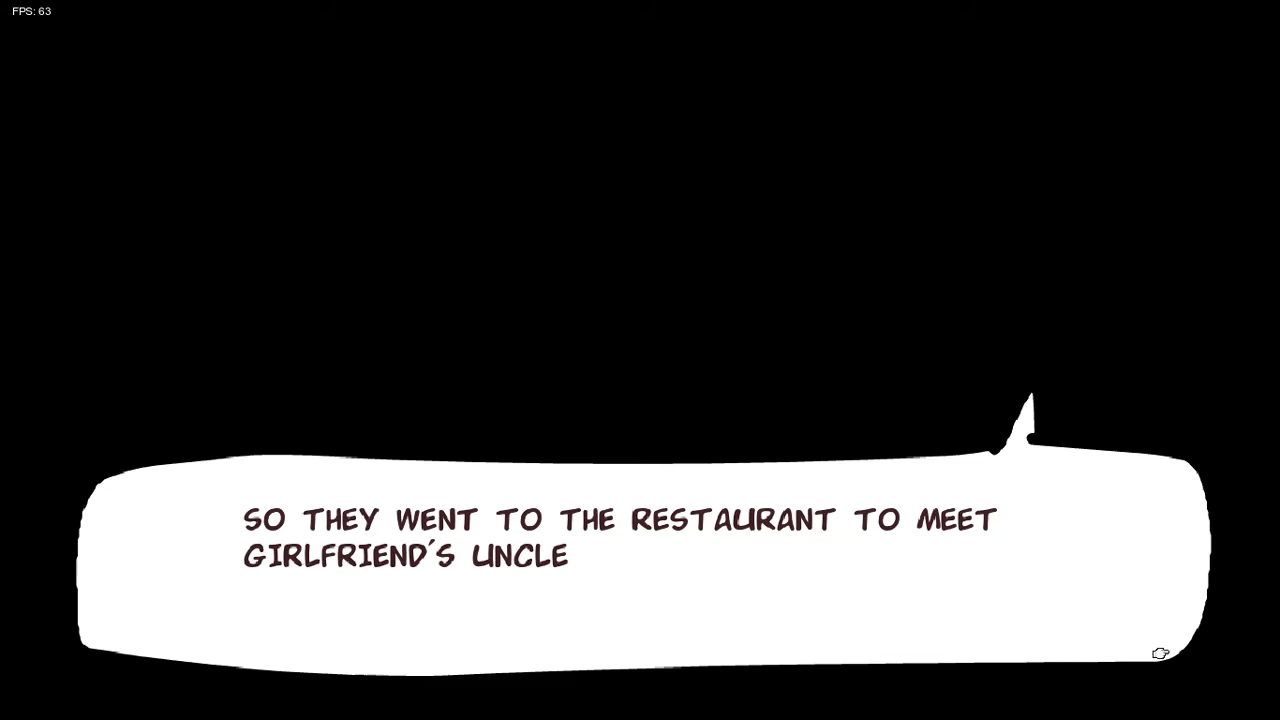 FPS: 63
SO THEY WENT TO THE RESTAURANT TO MEET
GIRLFRIEND'S UNCLE